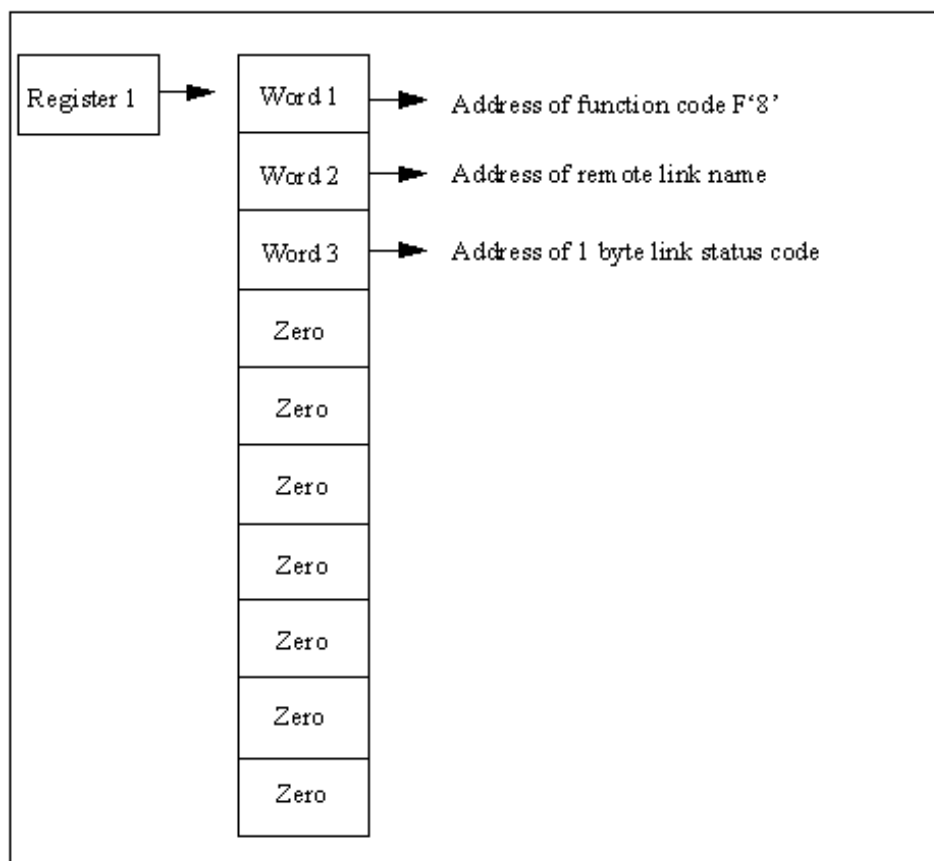 Register 1
Word 1
Address of function code F‘8’
Word 2
Address of remote link name
Word 3
Address of 1 byte link status code
Zero
Zero
Zero
Zero
Zero
Zero
Zero